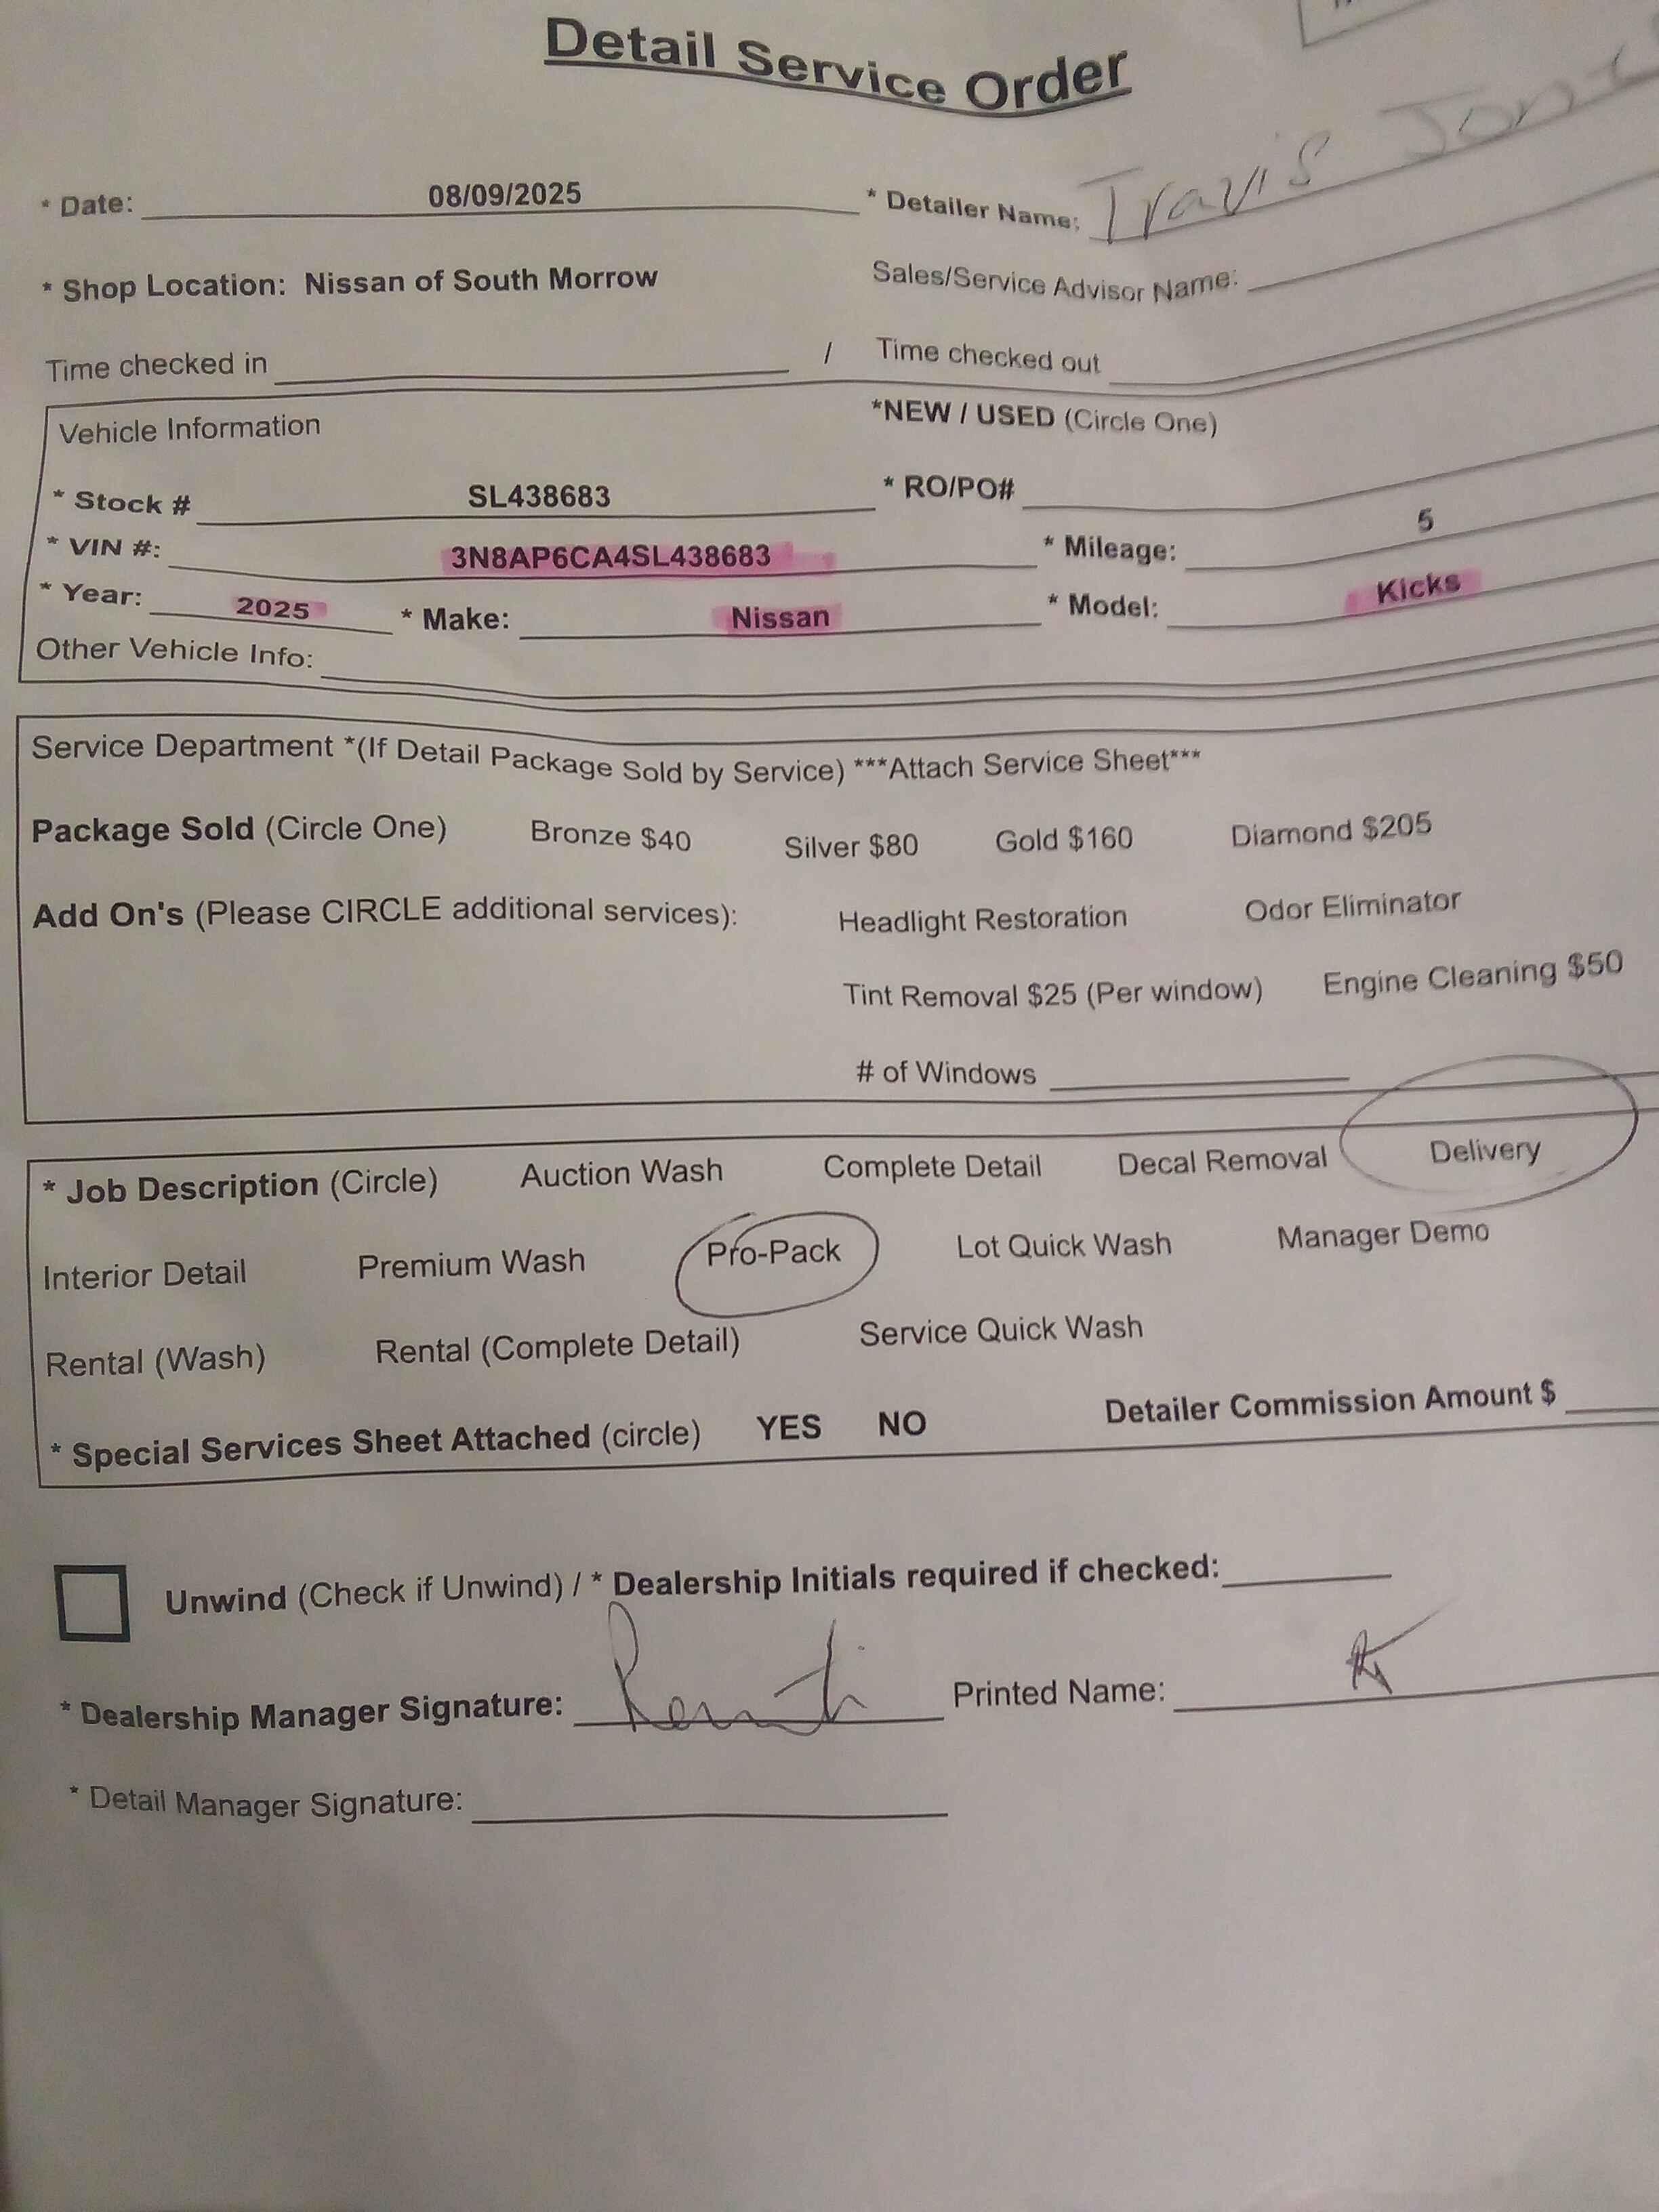 Detail Service Order
* Date: 08/09/2025 * Detailer Name: Travis
* Shop Location: Nissan of South Morrow Sales/Service Advisor Name:
Time checked in / Time checked out
Vehicle Information *NEW / USED (Circle One)
* Stock # SL438683 * RO/PO#
* VIN #: 3N8AP6CA4SL438683 * Mileage: 5
* Year: 2025 * Make: Nissan * Model: Kicks
Other Vehicle Info:
Service Department *(If Detail Package Sold by Service) ***Attach Service Sheet***
Package Sold (Circle One) Bronze $40 Silver $80 Gold $160 Diamond $205
Add On's (Please CIRCLE additional services): Headlight Restoration Odor Eliminator
Tint Removal $25 (Per window) Engine Cleaning $50
# of Windows
* Job Description (Circle) Auction Wash Complete Detail Decal Removal Delivery
Interior Detail Premium Wash Pro-Pack Lot Quick Wash Manager Demo
Rental (Wash) Rental (Complete Detail) Service Quick Wash
* Special Services Sheet Attached (circle) YES NO Detailer Commission Amount $
Unwind (Check if Unwind) / * Dealership Initials required if checked:
* Dealership Manager Signature: Printed Name:
* Detail Manager Signature: